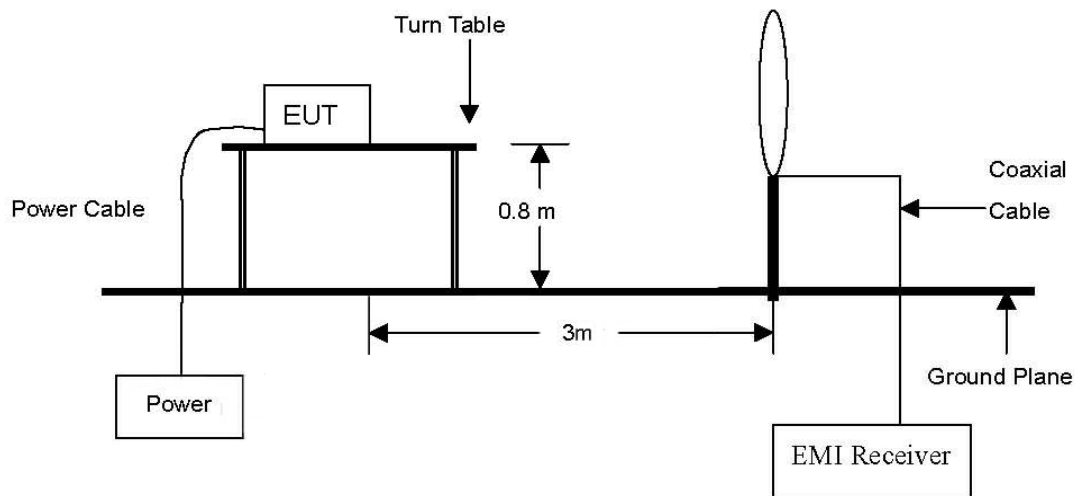 Turn Table
EUT
Power Cable
0.8 m
Coaxial
Cable
3m
Ground Plane
Power
EMI Receiver